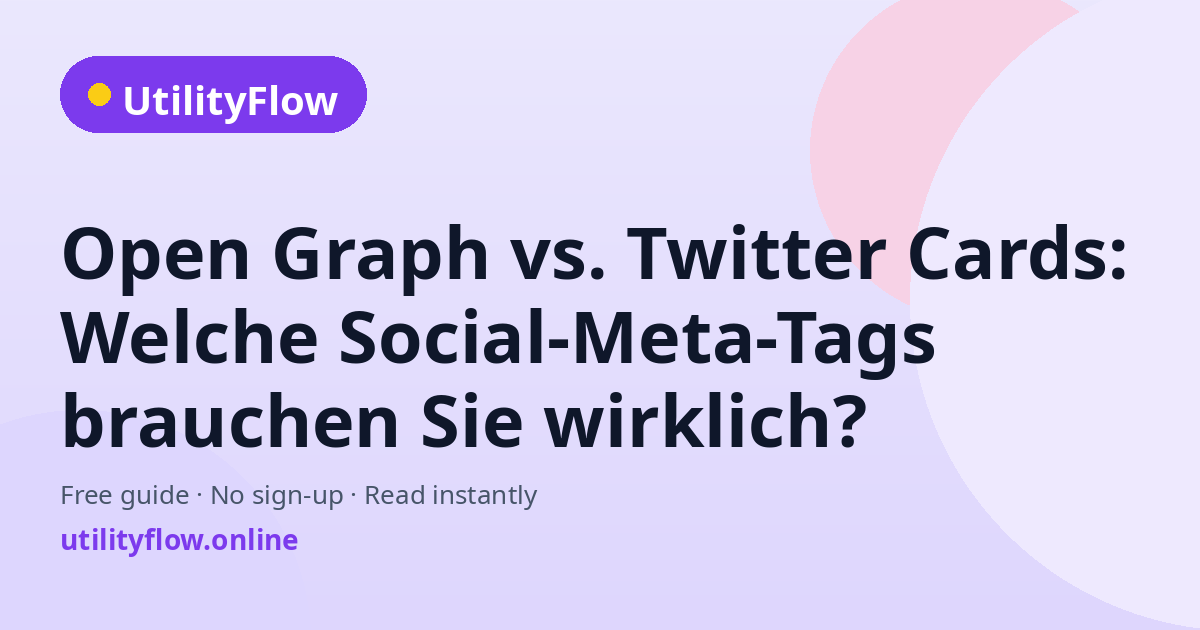 UtilityFlow
Open Graph vs. Twitter Cards:
Welche Social-Meta-Tags
brauchen Sie wirklich?
Free guide · No sign-up · Read instantly
utilityflow.online